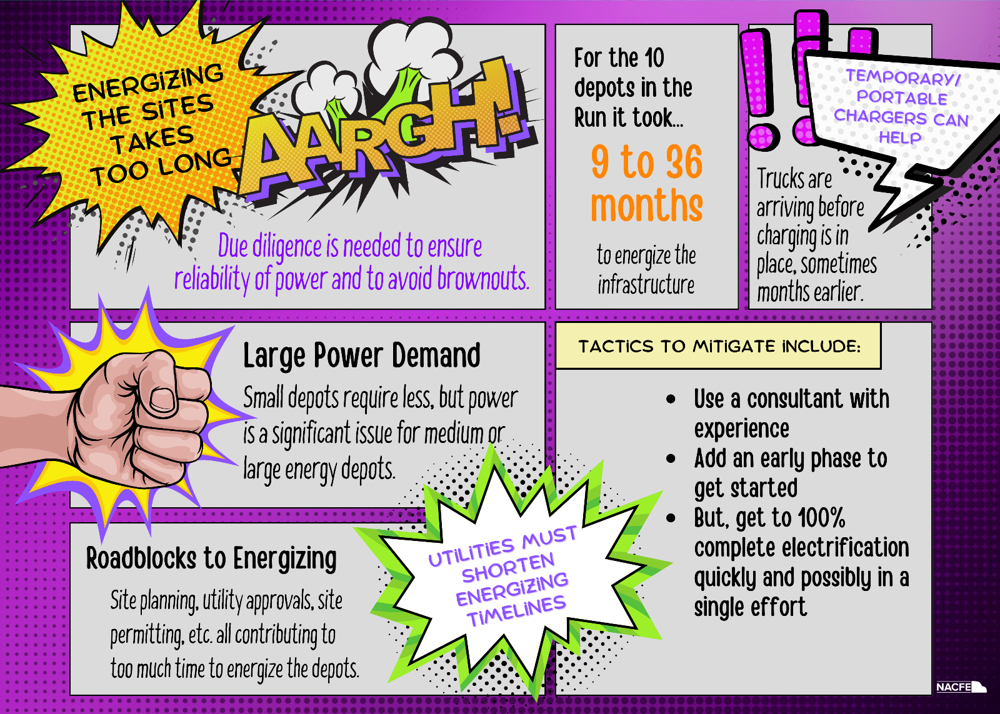 ENERGIZING
THE SITES
TAKES
TOO LONG
AARGH!
Due diligence is needed to ensure
reliability of power and to avoid brownouts.
For the 10
depots in the
Run it took...
9 to 36
months
to energize the
infrastructure
TEMPORARY/
PORTABLE
CHARGERS CAN
HELP
Trucks are
arriving before
charging is in
place, sometimes
months earlier.
Large Power Demand
Small depots require less, but power
is a significant issue for medium or
large energy depots.
Roadblocks to Energizing
Site planning, utility approvals, site
permitting, etc. all contributing to
too much time to energize the depots.
UTILITIES MUST
SHORTEN
ENERGIZING
TIMELINES
TACTICS TO MITIGATE INCLUDE:
• Use a consultant with
experience
• Add an early phase to
get started
• But, get to 100%
complete electrification
quickly and possibly in a
single effort
NACFE